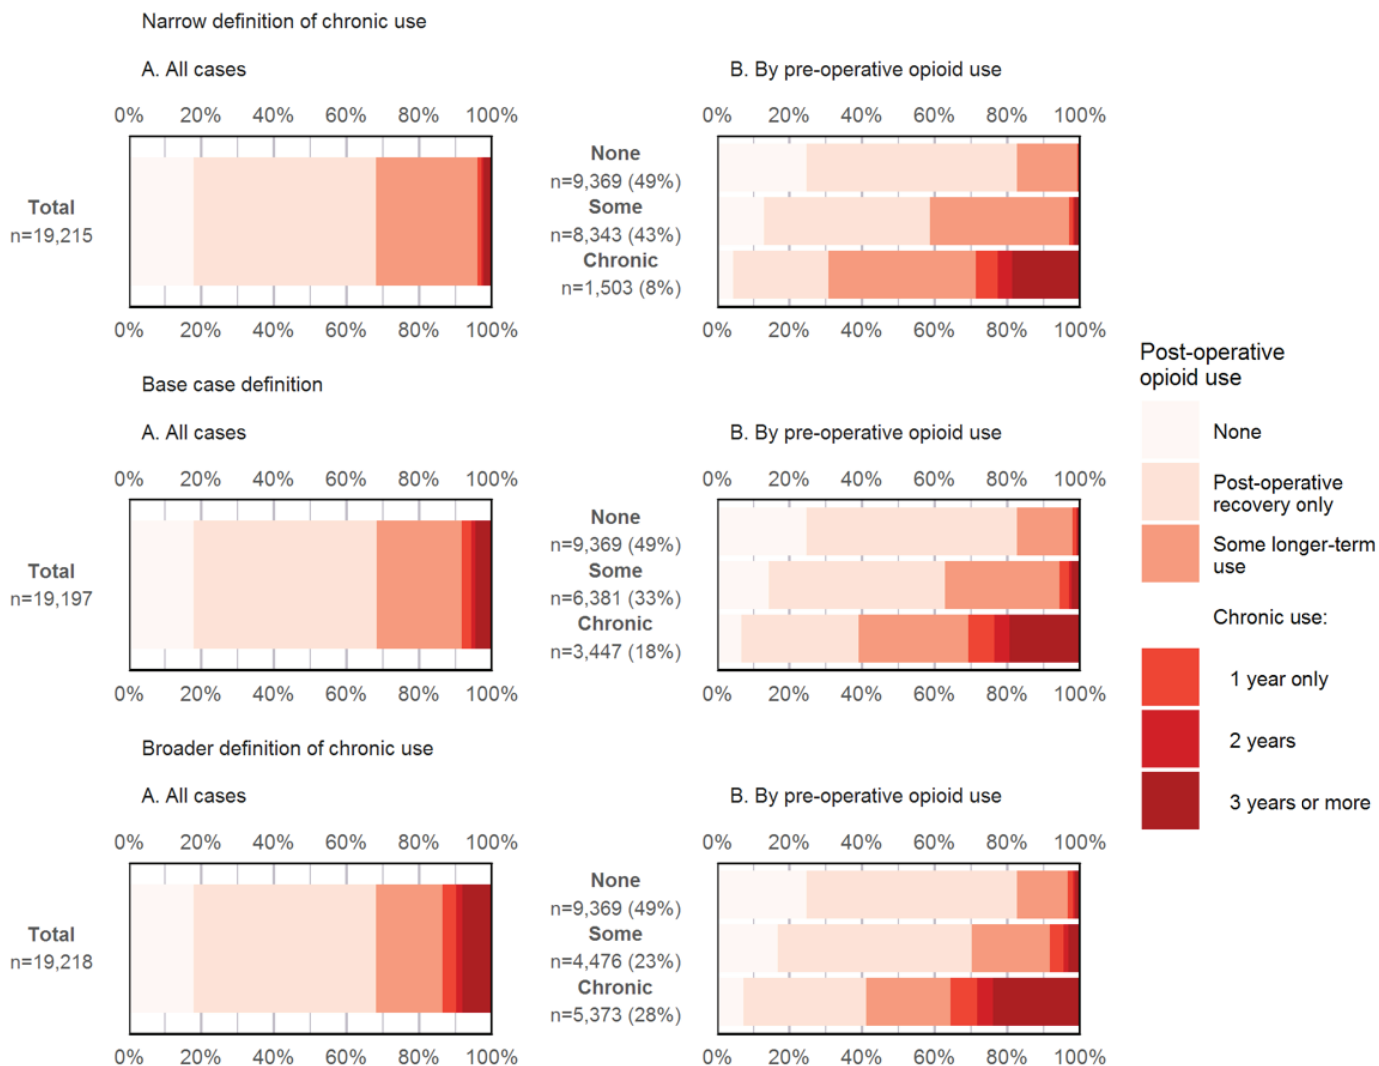 Narrow definition of chronic use
A. All cases
B. By pre-operative opioid use
0% 20% 40% 60% 80% 100%
0% 20% 40% 60% 80% 100%
Total
n=19,215
None
n=9,369 (49%)
Some
n=8,343 (43%)
Chronic
n=1,503 (8%)
0% 20% 40% 60% 80% 100%
0% 20% 40% 60% 80% 100%
Base case definition
A. All cases
B. By pre-operative opioid use
0% 20% 40% 60% 80% 100%
0% 20% 40% 60% 80% 100%
Total
n=19,197
None
n=9,369 (49%)
Some
n=6,381 (33%)
Chronic
n=3,447 (18%)
0% 20% 40% 60% 80% 100%
0% 20% 40% 60% 80% 100%
Broader definition of chronic use
A. All cases
B. By pre-operative opioid use
0% 20% 40% 60% 80% 100%
0% 20% 40% 60% 80% 100%
Total
n=19,218
None
n=9,369 (49%)
Some
n=4,476 (23%)
Chronic
n=5,373 (28%)
0% 20% 40% 60% 80% 100%
0% 20% 40% 60% 80% 100%
Post-operative
opioid use
None
Post-operative
recovery only
Some longer-term
use
Chronic use:
1 year only
2 years
3 years or more